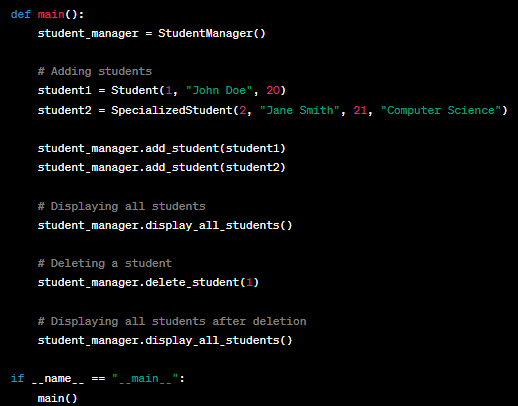 def main():
    student_manager = StudentManager()

    # Adding students
    student1 = Student(1, "John Doe", 20)
    student2 = SpecializedStudent(2, "Jane Smith", 21, "Computer Science")

    student_manager.add_student(student1)
    student_manager.add_student(student2)

    # Displaying all students
    student_manager.display_all_students()

    # Deleting a student
    student_manager.delete_student(1)

    # Displaying all students after deletion
    student_manager.display_all_students()

if __name__ == "__main__":
    main()